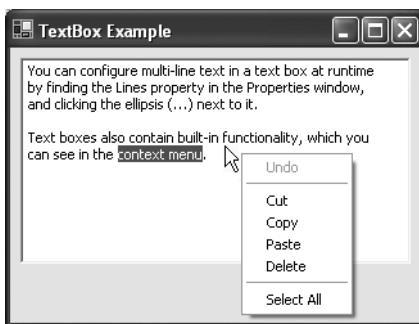 TextBox Example
You can configure multi-line text in a text box at runtime
by finding the Lines property in the Properties window,
and clicking the ellipsis (...) next to it.
Text boxes also contain built-in functionality, which you
can see in the context menu.
Undo
Cut
Copy
Paste
Delete
Select All